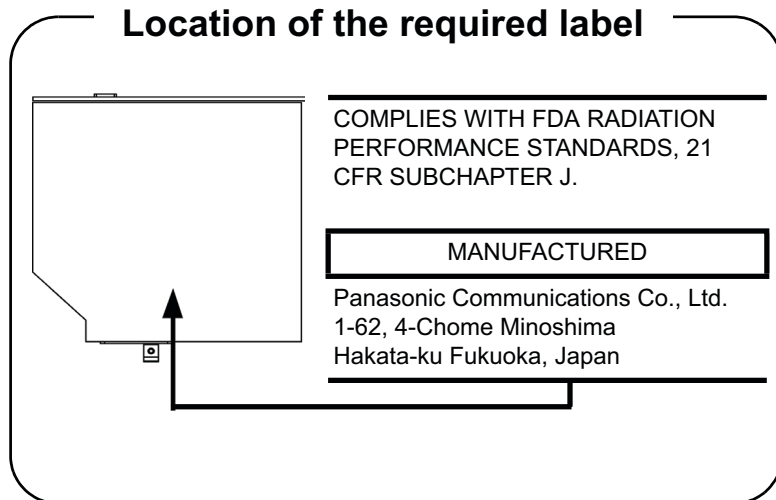 Location of the required label
COMPLIES WITH FDA RADIATION
PERFORMANCE STANDARDS, 21
CFR SUBCHAPTER J.
MANUFACTURED
Panasonic Communications Co., Ltd.
1-62, 4-Chome Minoshima
Hakata-ku Fukuoka, Japan